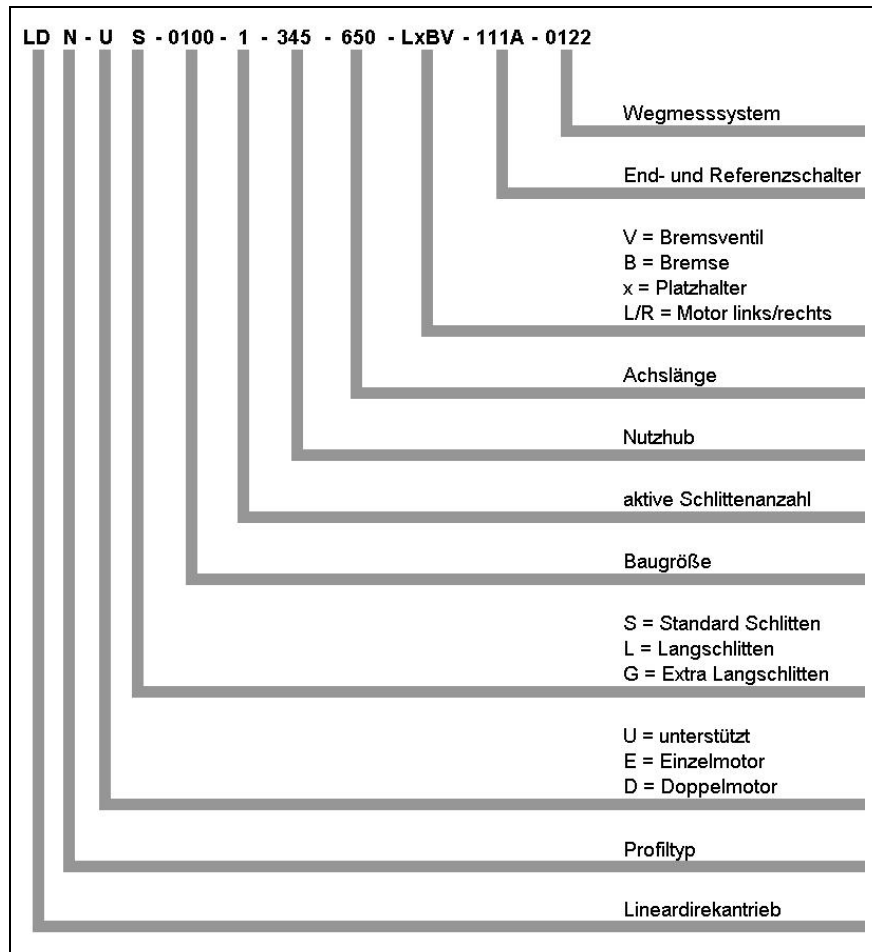 LD N - U S - 0100 - 1 - 345 - 650 - LxBV - 111A - 0122
Wegmesssystem
End- und Referenzschalter
V = Bremsventil
B = Bremse
x = Platzhalter
L/R = Motor links/rechts
Achslänge
Nutzhub
aktive Schlittenanzahl
Baugröße
S = Standard Schlitten
L = Langschlitten
G = Extra Langschlitten
U = unterstützt
E = Einzelmotor
D = Doppelmotor
Profiltyp
Lineardirekantrieb